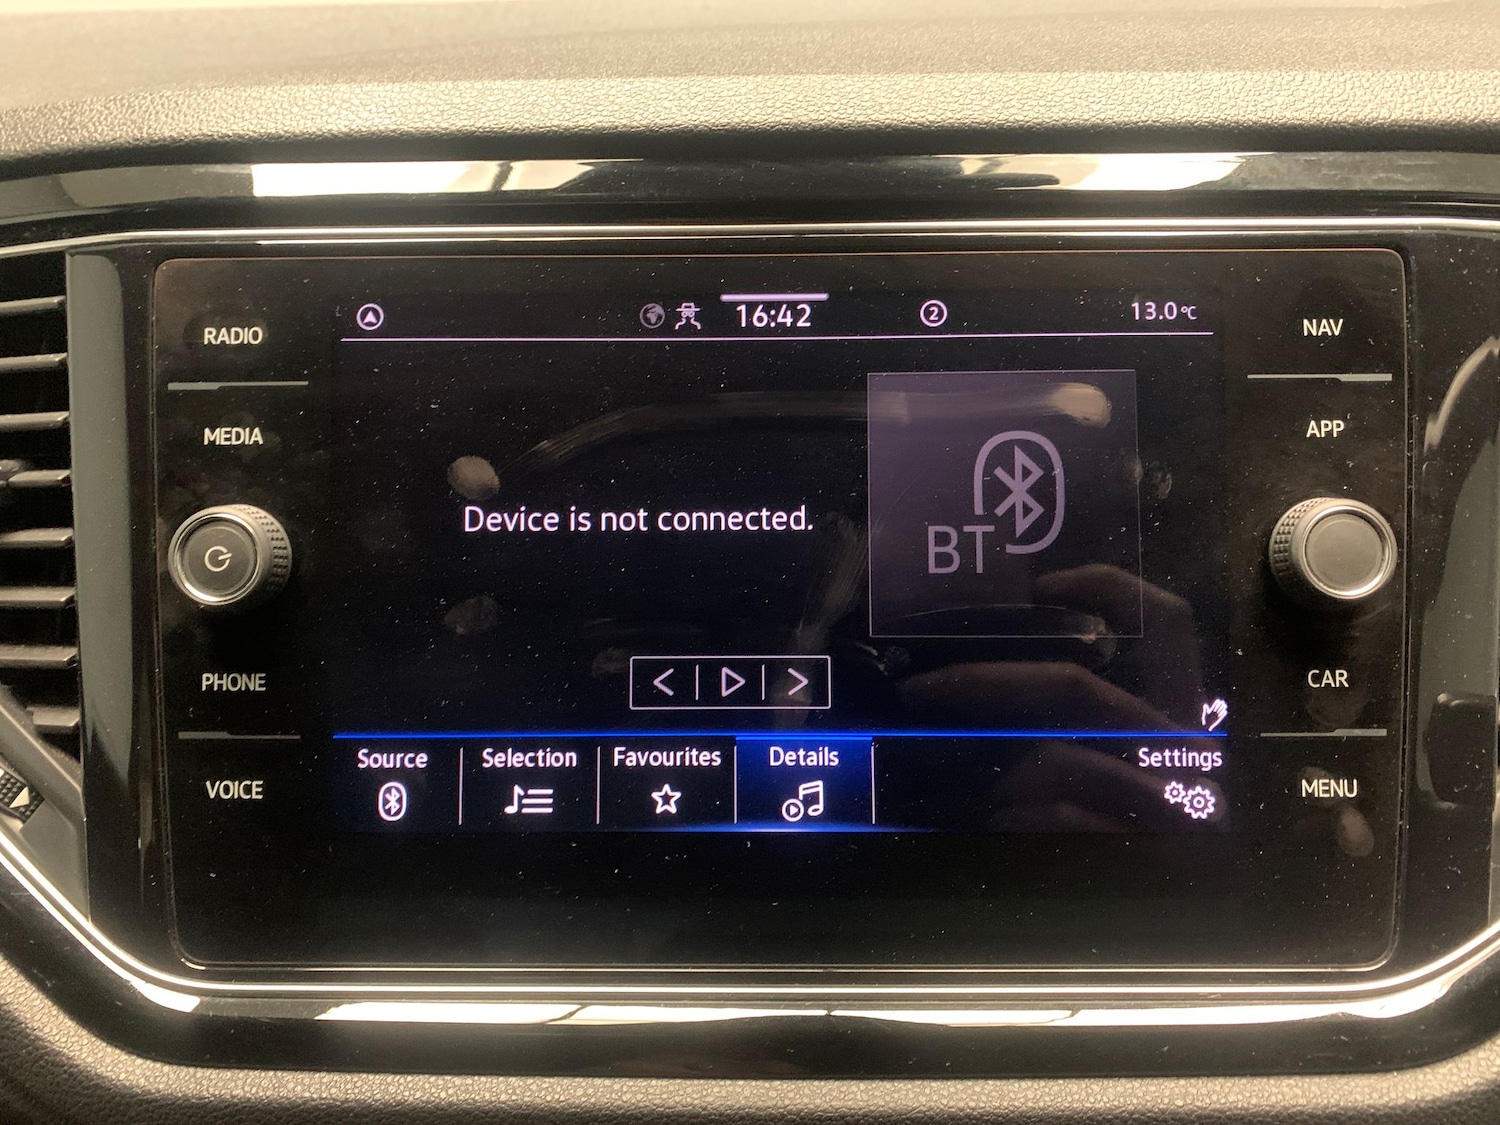 16:42
2
13.0°C
RADIO
MEDIA
PHONE
VOICE
Device is not connected.
BT
Source
Selection
Favourites
Details
Settings
NAV
APP
CAR
MENU